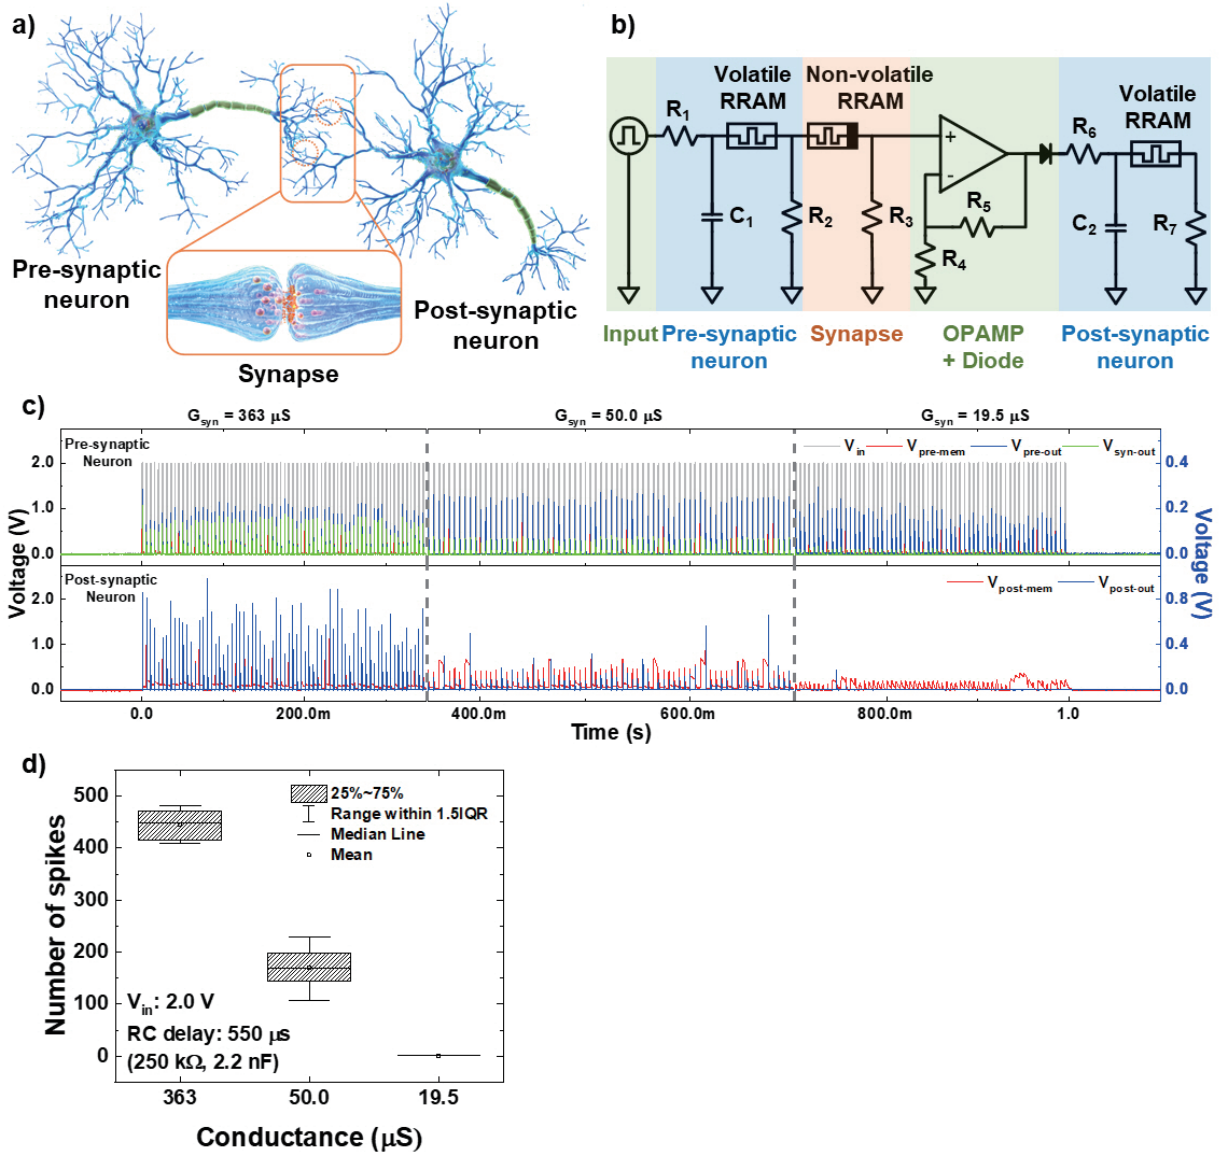 a)
Pre-synaptic
neuron
Synapse
Post-synaptic
neuron
b)
Volatile
RRAM
Non-volatile
RRAM
Volatile
RRAM
R1
C1
R2
R3
+
-
R5
R4
R6
C2
R7
Input
Pre-synaptic
neuron
Synapse
OPAMP
+ Diode
Post-synaptic
neuron
c)
Gsyn = 363 µS
Gsyn = 50.0 µS
Gsyn = 19.5 µS
Pre-synaptic
Neuron
Vin
Vpre-mem
Vpre-out
Vsyn-out
2.0
1.0
0.0
0.4
0.2
0.0
Post-synaptic
Neuron
Vpost-mem
Vpost-out
2.0
1.0
0.0
0.8
0.4
0.0
Voltage (V)
Voltage (V)
0.0
200.0m
400.0m
600.0m
800.0m
1.0
Time (s)
d)
25%~75%
Range within 1.5IQR
Median Line
Mean
500
400
300
200
100
0
Number of spikes
Vin: 2.0 V
RC delay: 550 µs
(250 kΩ, 2.2 nF)
363
50.0
19.5
Conductance (µS)